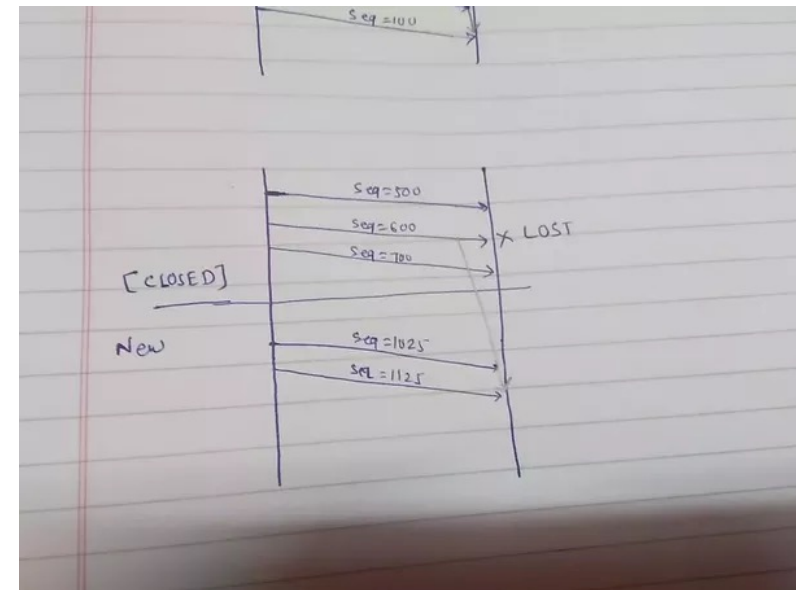 Seq=100
Seq=500
Seq=600
X LOST
Seq=700
[CLOSED]
New
Seq=1025
Seq=1125